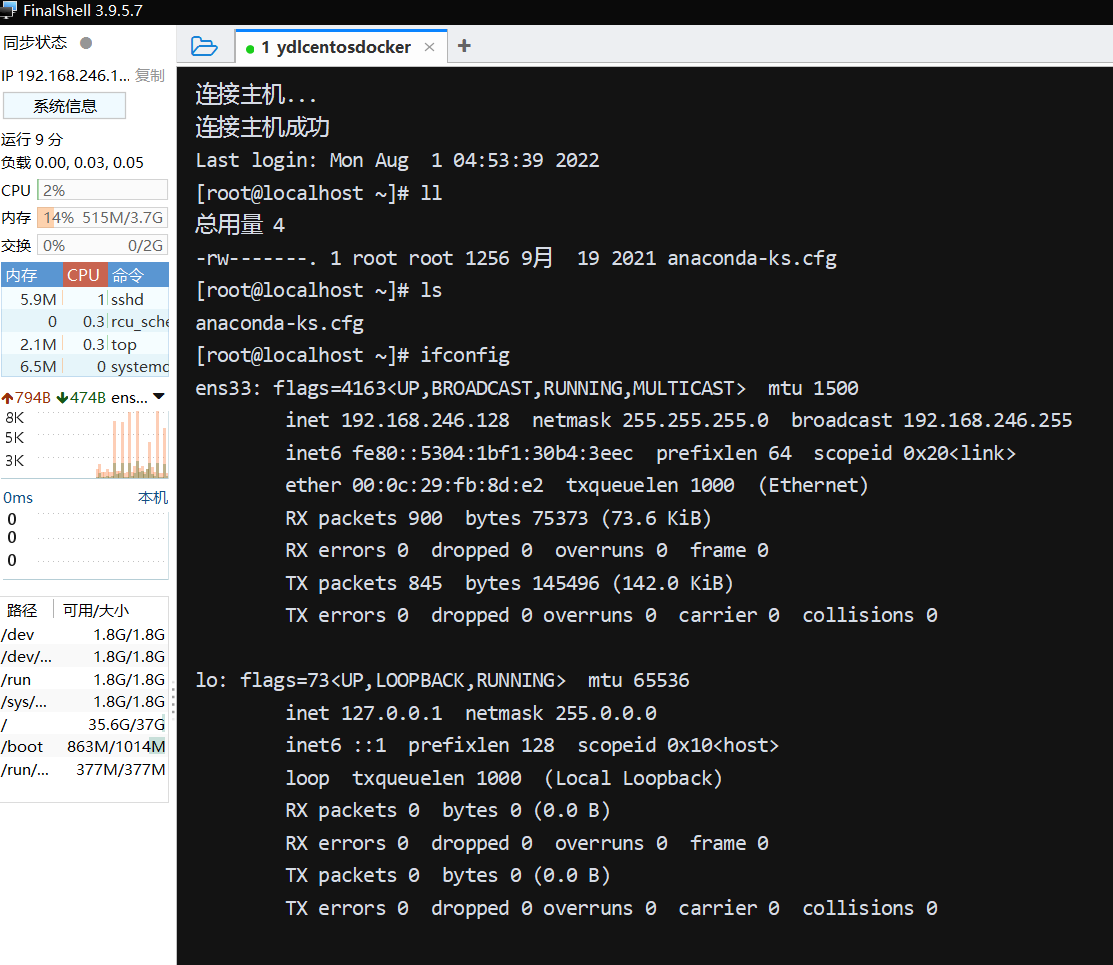 FinalShell 3.9.5.7
同步状态
IP 192.168.246.1... 复制
系统信息
运行 9 分
负载 0.00, 0.03, 0.05
CPU 2%
内存 14% 515M/3.7G
交换 0% 0/2G
内存 CPU 命令
5.9M 1 sshd
0 0.3 rcu_sche
2.1M 0.3 top
6.5M 0 systemd
794B 474B ens...
8K
5K
3K
0ms 本机
0
0
0
路径 可用/大小
/dev 1.8G/1.8G
/dev/... 1.8G/1.8G
/run 1.8G/1.8G
/sys/... 1.8G/1.8G
/ 35.6G/37G
/boot 863M/1014M
/run/... 377M/377M
1 ydlcentosdocker × +
连接主机...
连接主机成功
Last login: Mon Aug  1 04:53:39 2022
[root@localhost ~]# ll
总用量 4
-rw-------. 1 root root 1256 9月  19 2021 anaconda-ks.cfg
[root@localhost ~]# ls
anaconda-ks.cfg
[root@localhost ~]# ifconfig
ens33: flags=4163<UP,BROADCAST,RUNNING,MULTICAST>  mtu 1500
        inet 192.168.246.128  netmask 255.255.255.0  broadcast 192.168.246.255
        inet6 fe80::5304:1bf1:30b4:3eec  prefixlen 64  scopeid 0x20<link>
        ether 00:0c:29:fb:8d:e2  txqueuelen 1000  (Ethernet)
        RX packets 900  bytes 75373 (73.6 KiB)
        RX errors 0  dropped 0  overruns 0  frame 0
        TX packets 845  bytes 145496 (142.0 KiB)
        TX errors 0  dropped 0 overruns 0  carrier 0  collisions 0
lo: flags=73<UP,LOOPBACK,RUNNING>  mtu 65536
        inet 127.0.0.1  netmask 255.0.0.0
        inet6 ::1  prefixlen 128  scopeid 0x10<host>
        loop  txqueuelen 1000  (Local Loopback)
        RX packets 0  bytes 0 (0.0 B)
        RX errors 0  dropped 0  overruns 0  frame 0
        TX packets 0  bytes 0 (0.0 B)
        TX errors 0  dropped 0 overruns 0  carrier 0  collisions 0